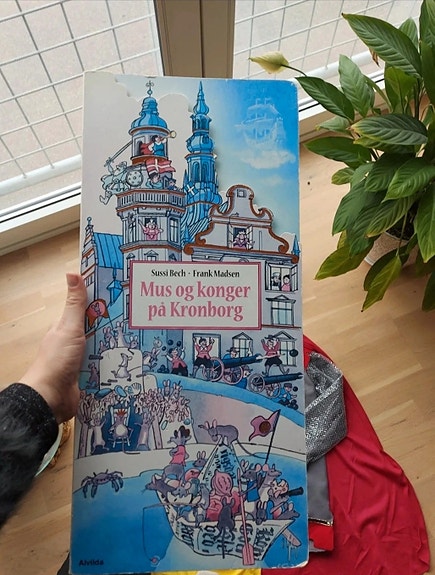 Sussi Bech · Frank Madsen
Mus og konger
på Kronborg
Alvilda